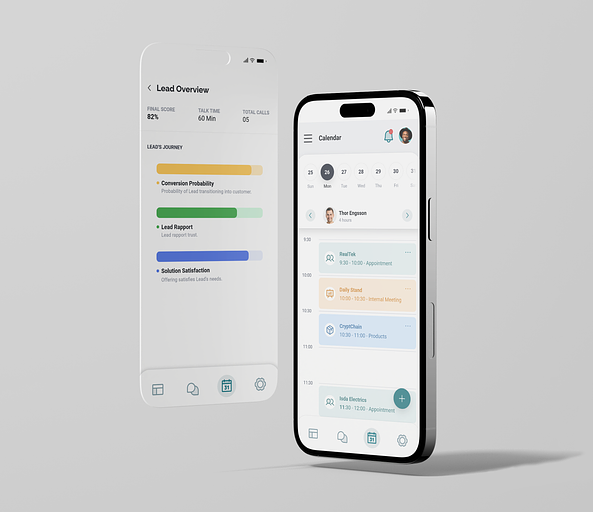 Lead Overview
FINAL SCORE
TALK TIME
TOTAL CALLS
82%
60 Min
05
LEAD'S JOURNEY
Conversion Probability
Probability of Lead transitioning into customer.
Lead Rapport
Lead rapport trust.
Solution Satisfaction
Offering satisfies Lead's needs.
31
Calendar
25 26 27 28 29 30
Sun Mon Tue Wed Thu Fri
Thor Engsson
4 Hours
9:30
RealTek
9:30 - 10:00 - Appointment
10:00
Daily Stand
10:00 - 10:30 - Internal Meeting
10:30
CryptChain
10:30 - 11:00 - Products
11:00
11:30
Iada Electrics
11:30 - 12:00 - Appointment
31